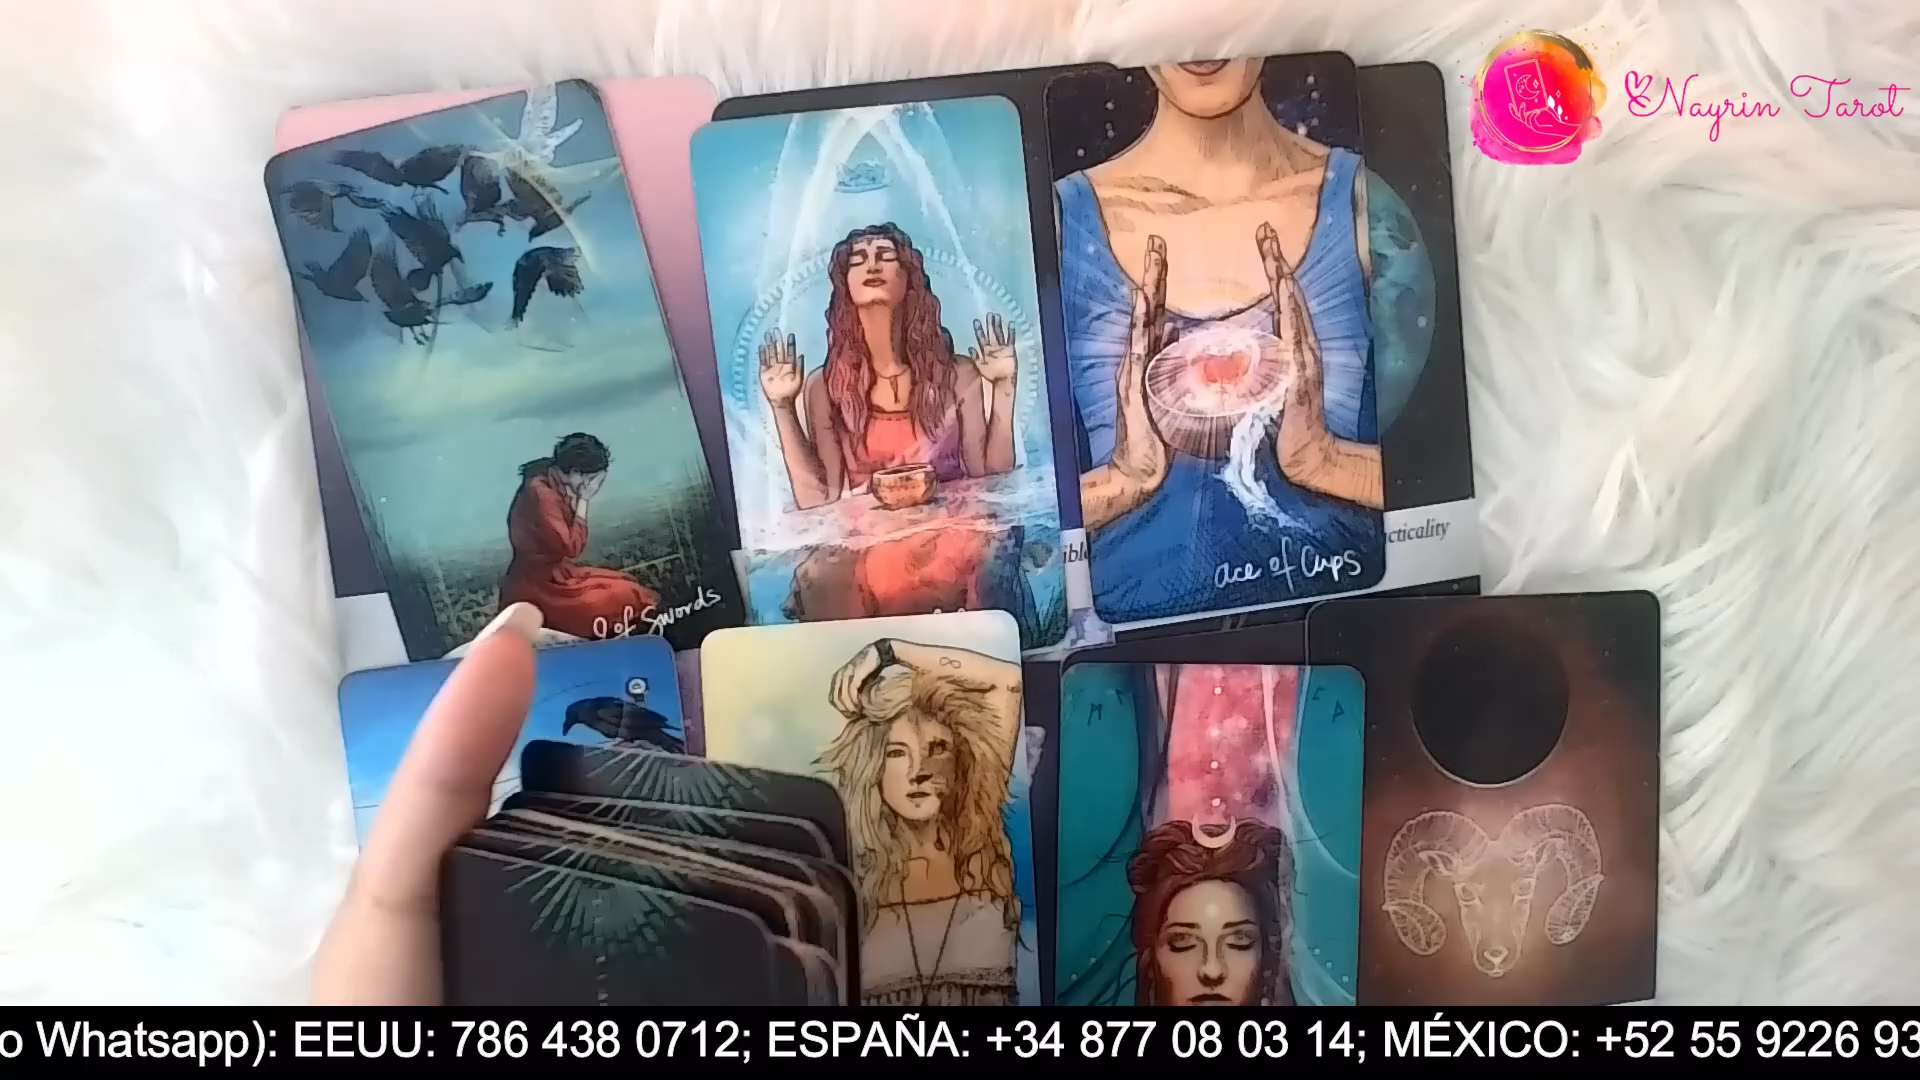 Nayrin Tarot
of Swords
ible
ace of Cups
cticality
o Whatsapp): EEUU: 786 438 0712; ESPAÑA: +34 877 08 03 14; MÉXICO: +52 55 9226 93